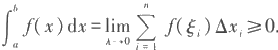 ∫_a^b f(x)dx = lim_{λ→0} ∑_{i=1}^{n} f(ξ_i)Δx_i ⩾ 0.